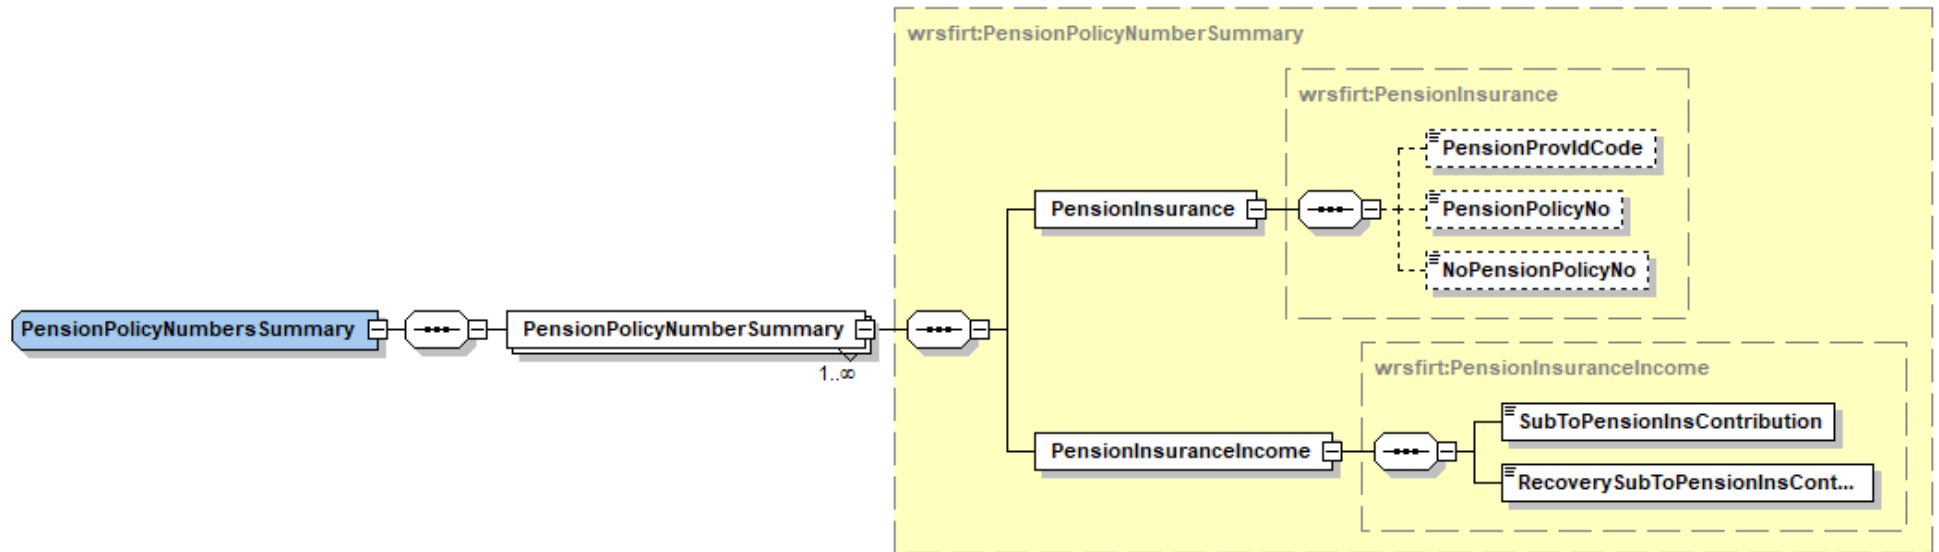 wrsfirt:PensionPolicyNumberSummary
wrsfirt:PensionInsurance
PensionProvIdCode
PensionInsurance
PensionPolicyNo
NoPensionPolicyNo
PensionPolicyNumbersSummary
PensionPolicyNumberSummary
1..∞
wrsfirt:PensionInsuranceIncome
SubToPensionInsContribution
PensionInsuranceIncome
RecoverySubToPensionInsCont...